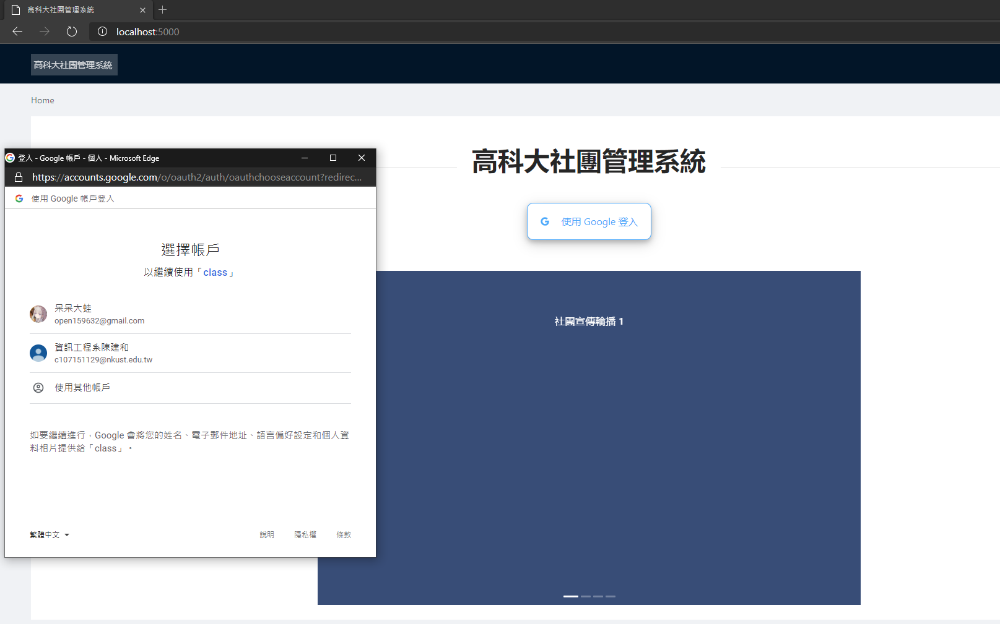 高科大社團管理系統
localhost:5000
高科大社團管理系統
Home
高科大社團管理系統
使用 Google 登入
社團宣傳輪播 1
登入 - Google 帳戶 - 個人 - Microsoft Edge
https://accounts.google.com/o/oauth2/auth/oauthchooseaccount?redirec...
使用 Google 帳戶登入
選擇帳戶
以繼續使用「class」
呆呆大蛙
open159632@gmail.com
資訊工程系陳建和
c107151129@nkust.edu.tw
使用其他帳戶
如要繼續進行，Google 會將您的姓名、電子郵件地址、語言偏好設定和個人資
料相片提供給「class」。
繁體中文
說明
隱私權
條款